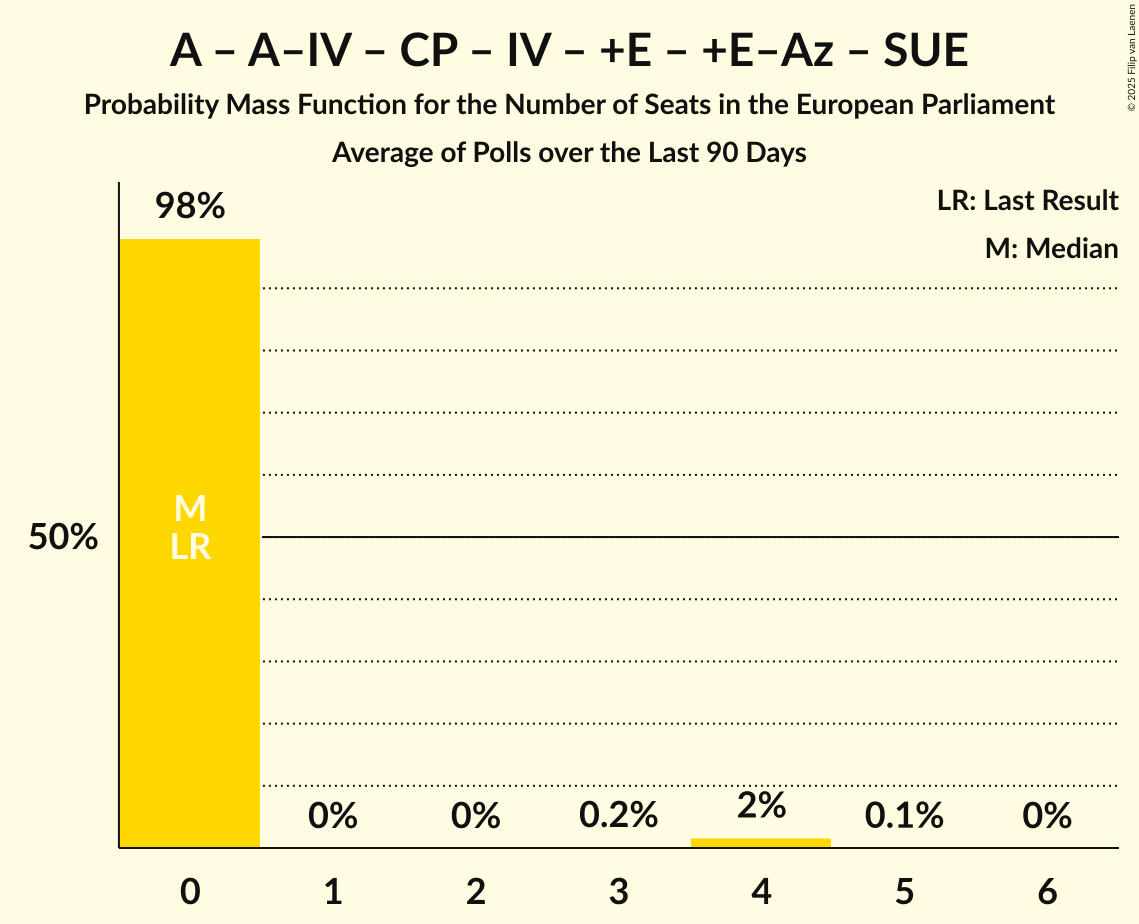 A – A–IV – CP – IV – +E – +E–Az – SUE
Probability Mass Function for the Number of Seats in the European Parliament
Average of Polls over the Last 90 Days
© 2025 Filip van Laenen
LR: Last Result
M: Median
98%
M
LR
50%
0%
0%
0.2%
2%
0.1%
0%
0
1
2
3
4
5
6